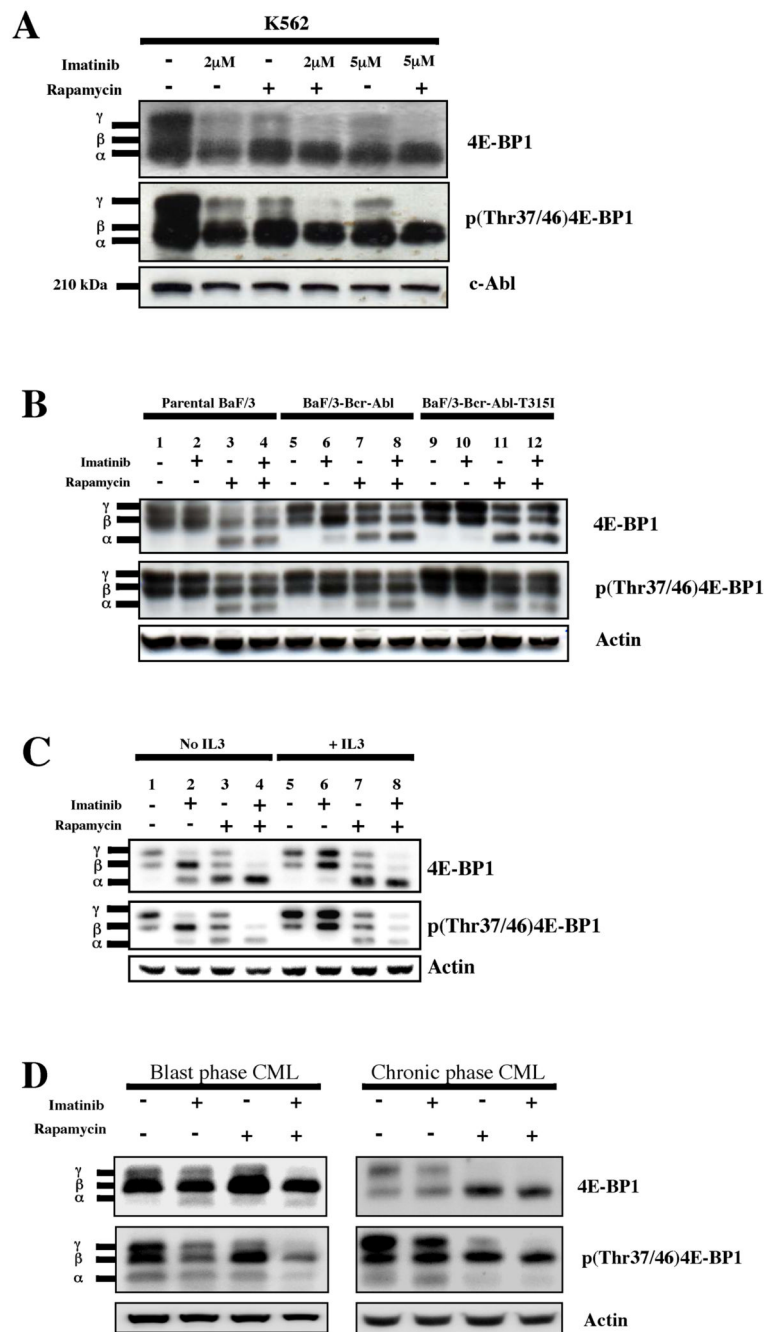 A
K562
Imatinib - 2μM - 2μM 5μM 5μM
Rapamycin - - + + - +
γ
β
α
4E-BP1
γ
β
α
p(Thr37/46)4E-BP1
210 kDa
c-Abl
B
Parental BaF/3 BaF/3-Bcr-Abl BaF/3-Bcr-Abl-T315I
1 2 3 4 5 6 7 8 9 10 11 12
Imatinib - + - + - + - + - + - +
Rapamycin - - + + - - + + - - + +
γ
β
α
4E-BP1
γ
β
α
p(Thr37/46)4E-BP1
Actin
C
No IL3 + IL3
1 2 3 4 5 6 7 8
Imatinib - + - + - + - +
Rapamycin - - + + - - + +
γ
β
α
4E-BP1
γ
β
α
p(Thr37/46)4E-BP1
Actin
D
Blast phase CML Chronic phase CML
Imatinib - + - + - + - +
Rapamycin - - + + - - + +
γ
β
α
4E-BP1
γ
β
α
p(Thr37/46)4E-BP1
Actin